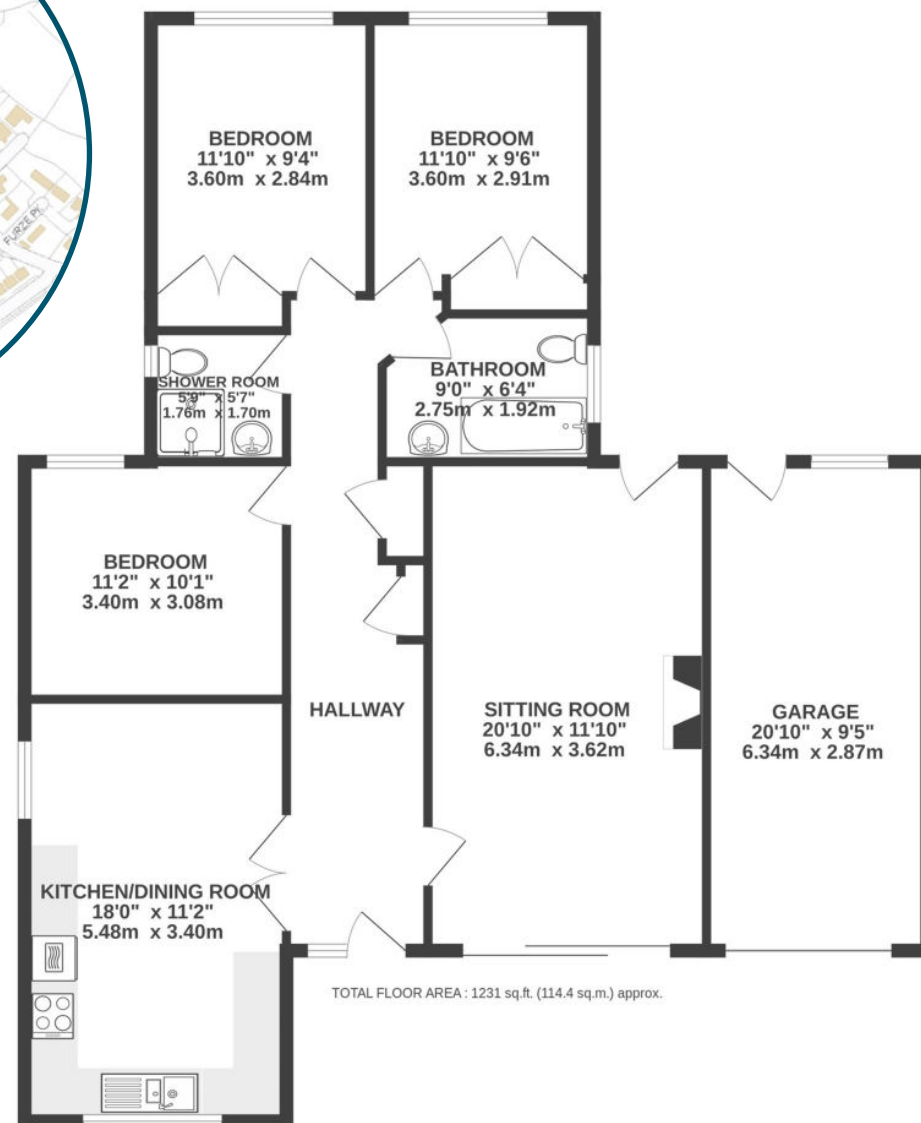 FURZE PK
BEDROOM
11'10" x 9'4"
3.60m x 2.84m
BEDROOM
11'10" x 9'6"
3.60m x 2.91m
SHOWER ROOM
5'9" x 5'7"
1.76m x 1.70m
BATHROOM
9'0" x 6'4"
2.75m x 1.92m
BEDROOM
11'2" x 10'1"
3.40m x 3.08m
HALLWAY
SITTING ROOM
20'10" x 11'10"
6.34m x 3.62m
GARAGE
20'10" x 9'5"
6.34m x 2.87m
KITCHEN/DINING ROOM
18'0" x 11'2"
5.48m x 3.40m
TOTAL FLOOR AREA : 1231 sq.ft. (114.4 sq.m.) approx.